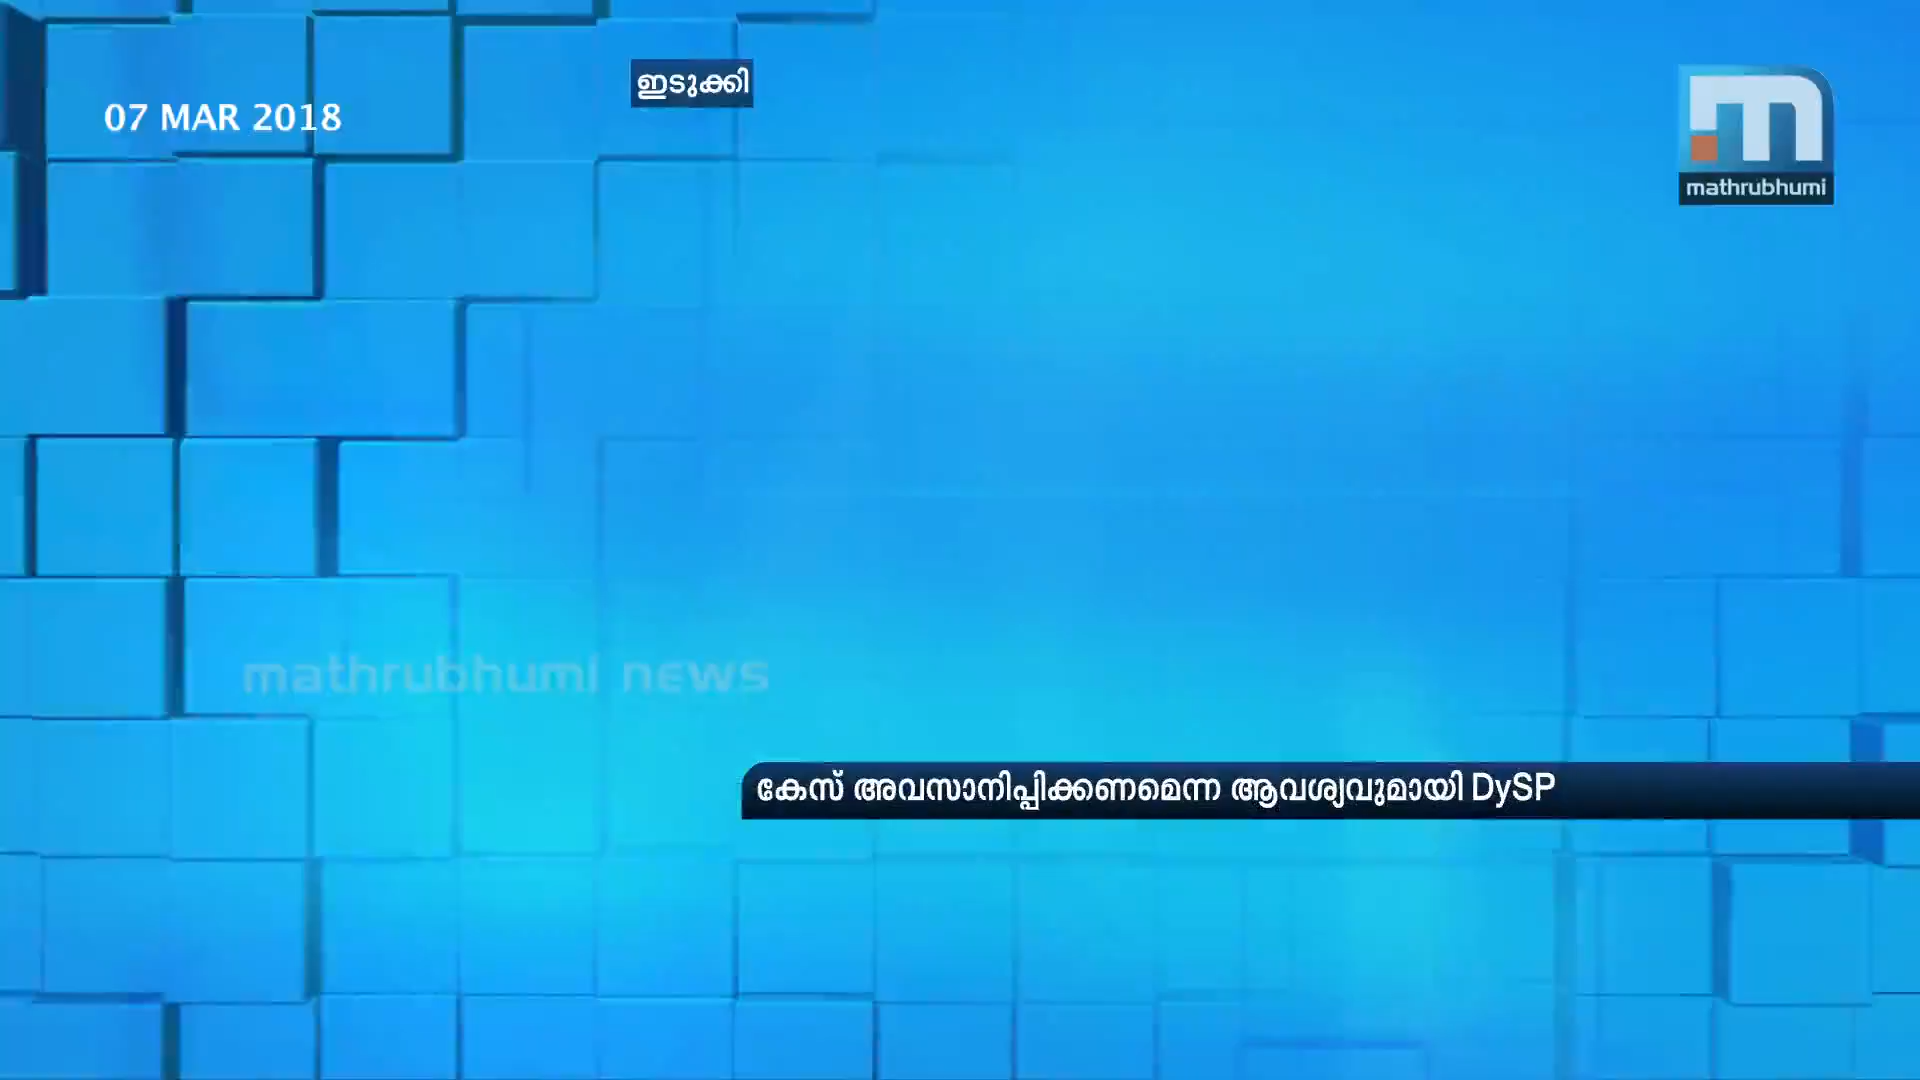 ഇടുക്കി
07 MAR 2018
mathrubhumi
mathrubhumi news
കേസ് അവസാനിപ്പിക്കണമെന്ന ആവശ്യവുമായി DySP